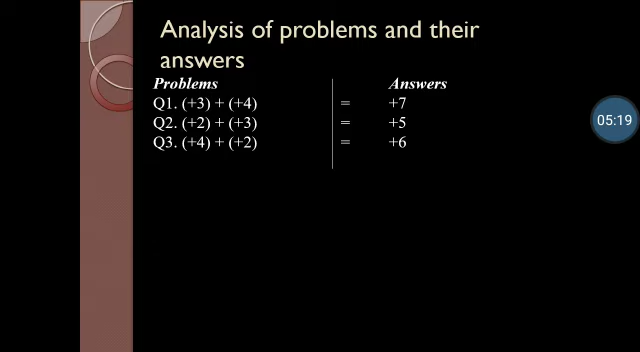 Analysis of problems and their
answers
Problems Answers
Q1. (+3) + (+4) = +7
Q2. (+2) + (+3) = +5
Q3. (+4) + (+2) = +6
05:19